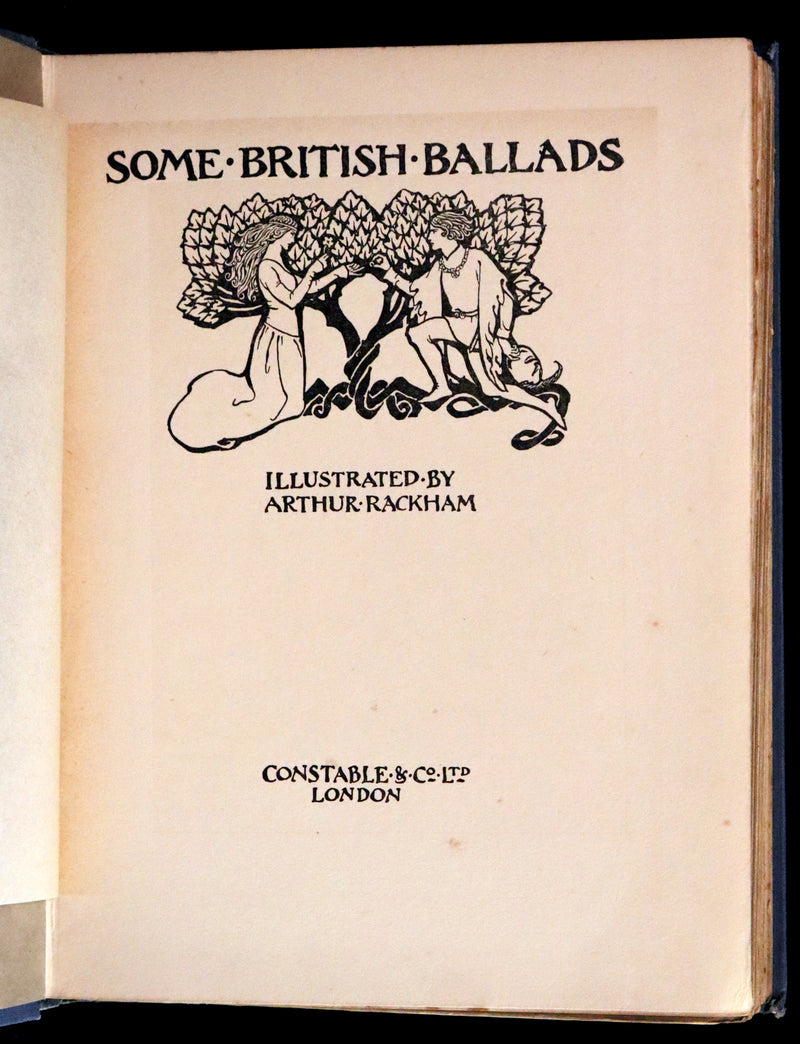 SOME·BRITISH·BALLADS
ILLUSTRATED·BY
ARTHUR·RACKHAM
CONSTABLE·&·Cº·LTD
LONDON